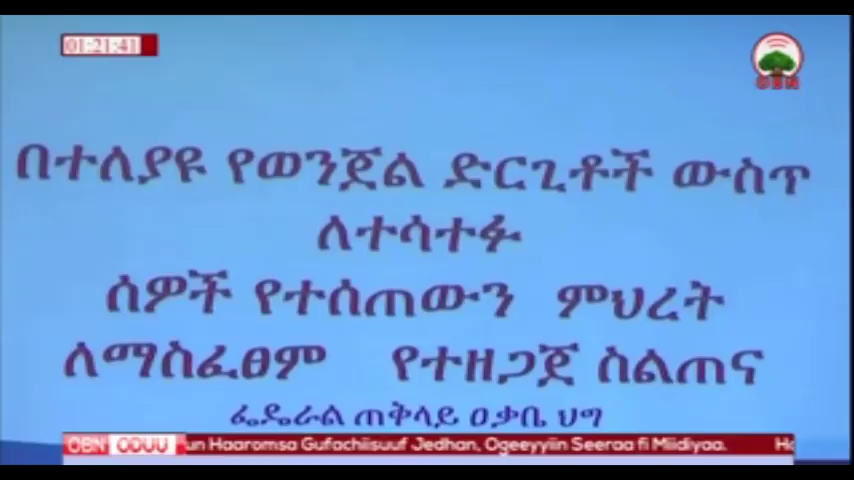 01:21:41
OBN
በተለያዩ የወንጀል ድርጊቶች ውስጥ
ለተሳተፉ
ሰዎች የተሰጠውን ምህረት
ለማስፈፀም የተዘጋጀ ስልጠና
ፌዴራል ጠቅላይ ዐቃቤ ህግ
OBN ODUU un Haaromsa Gufachiisuuf Jedhan, Ogeeyyiin Seeraa fi Miidiyaa.